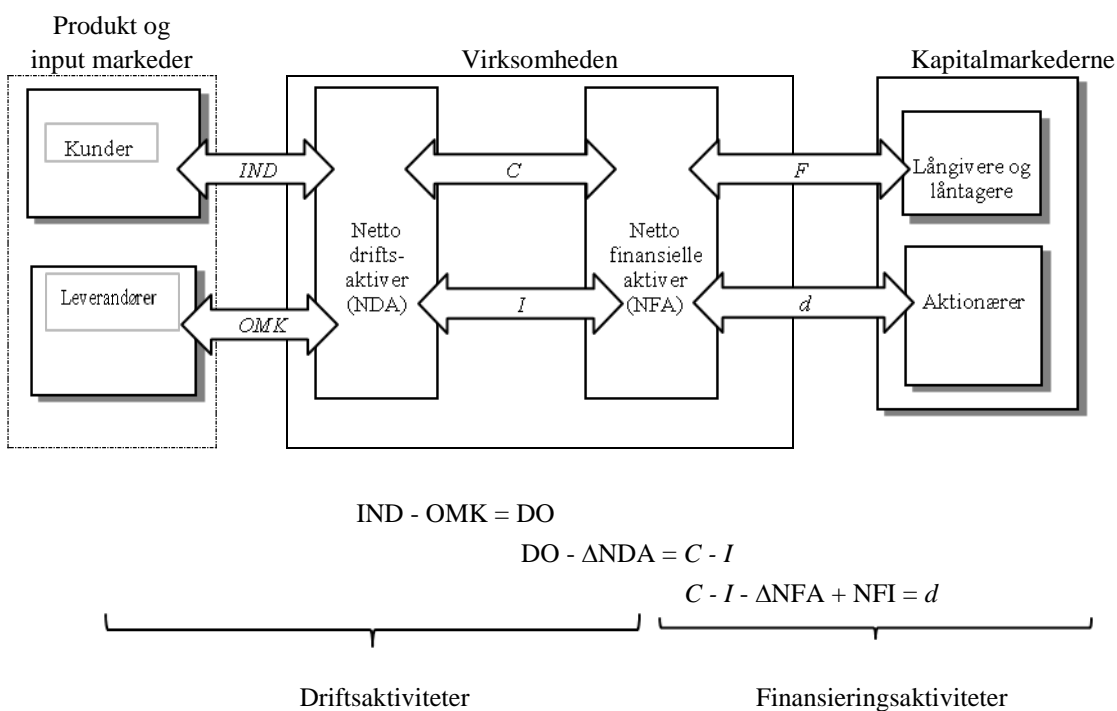 Produkt og
input markeder
Virksomheden
Kapitalmarkederne
Kunder
IND
C
F
Långivere og
låntagere
Netto
drifts-
aktiver
(NDA)
Netto
finansielle
aktiver
(NFA)
Leverandører
OMK
I
d
Aktionærer
IND - OMK = DO
DO - ΔNDA = C - I
C - I - ΔNFA + NFI = d
Driftsaktiviteter
Finansieringsaktiviteter